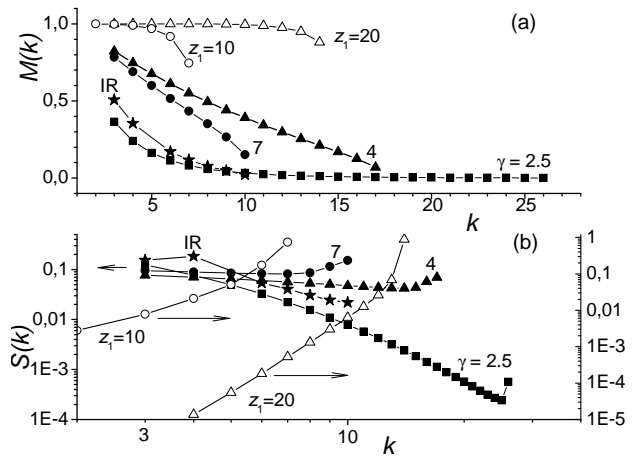 1,0
0,5
0,0
M(k)
(a)
z₁=10
z₁=20
IR
7
4
γ = 2.5
5
10
15
20
25
k
(b)
0,1
0,01
1E-3
1E-4
S(k)
IR
7
4
z₁=10
z₁=20
γ = 2.5
1
0,1
0,01
1E-3
1E-4
1E-5
3
10
k